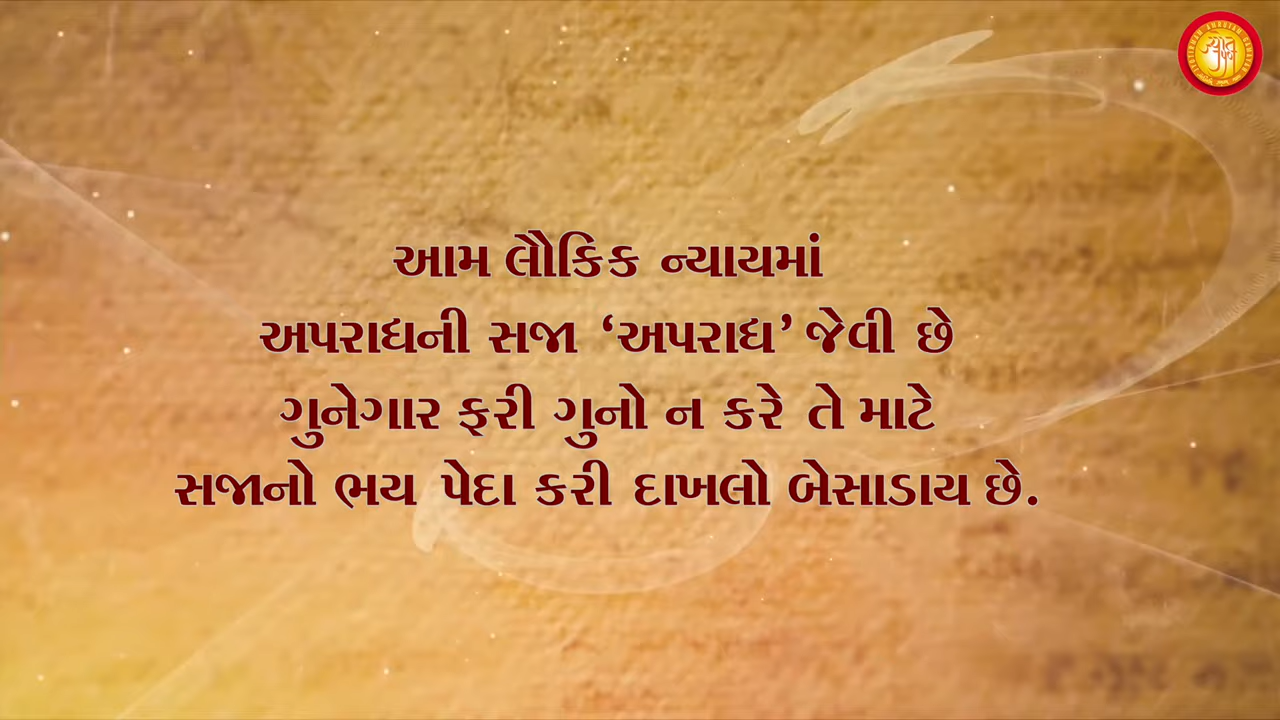 આમ લૌકિક ન્યાયમાં
અપરાધની સજા ‘અપરાધ’ જેવી છે
ગુનેગાર ફરી ગુનો ન કરે તે માટે
સજાનો ભય પેદા કરી દાખલો બેસાડાય છે.